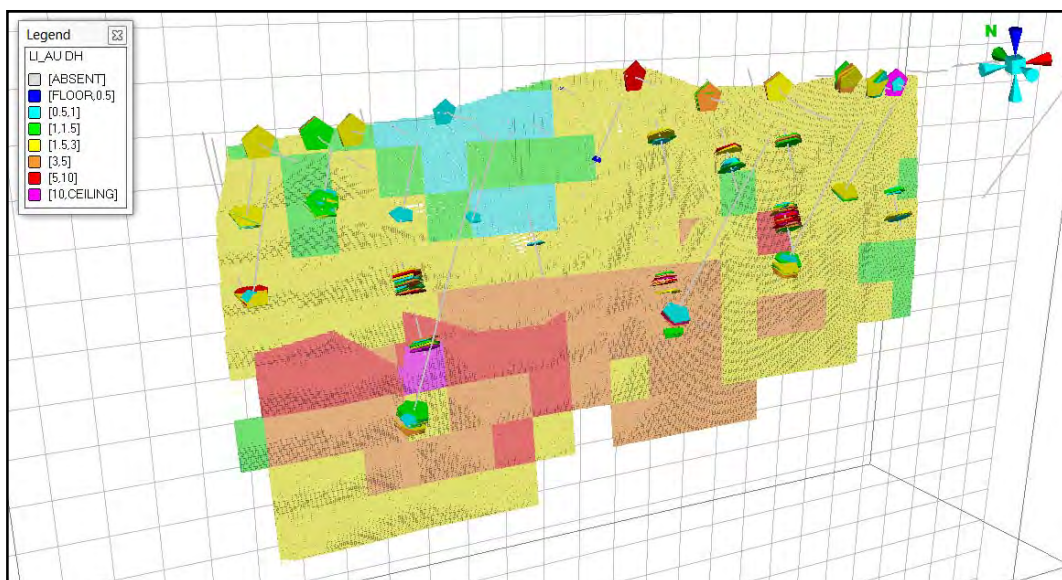 Legend
LI_AU DH
[ABSENT]
[FLOOR,0.5]
[0.5,1]
[1,1.5]
[1.5,3]
[3,5]
[5,10]
[10,CEILING]
N